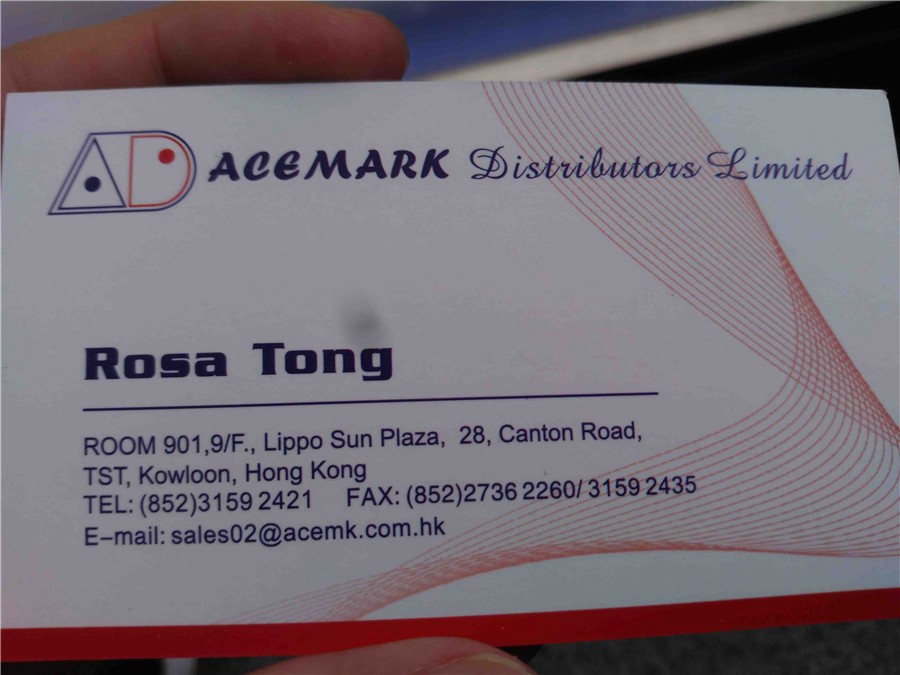 AD ACEMARK Distributors Limited
Rosa Tong
ROOM 901,9/F., Lippo Sun Plaza, 28, Canton Road,
TST, Kowloon, Hong Kong
TEL: (852)3159 2421 FAX: (852)2736 2260/ 3159 2435
E-mail: sales02@acemk.com.hk